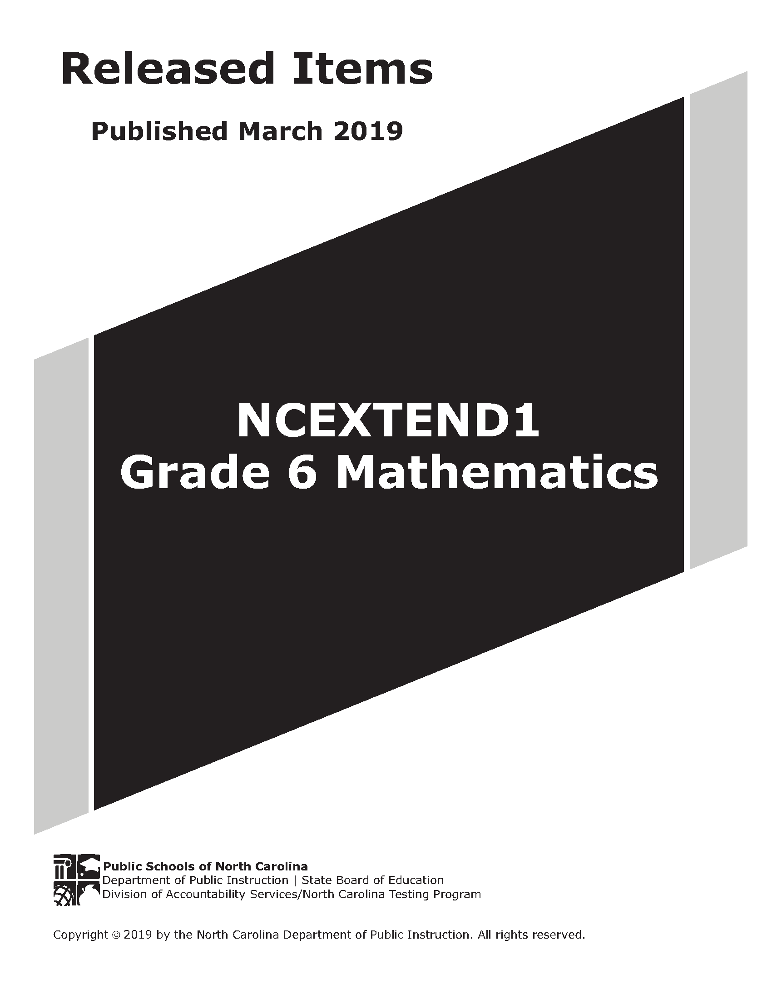 Released Items
Published March 2019
NCEXTEND1
Grade 6 Mathematics
Public Schools of North Carolina
Department of Public Instruction | State Board of Education
Division of Accountability Services/North Carolina Testing Program
Copyright © 2019 by the North Carolina Department of Public Instruction. All rights reserved.